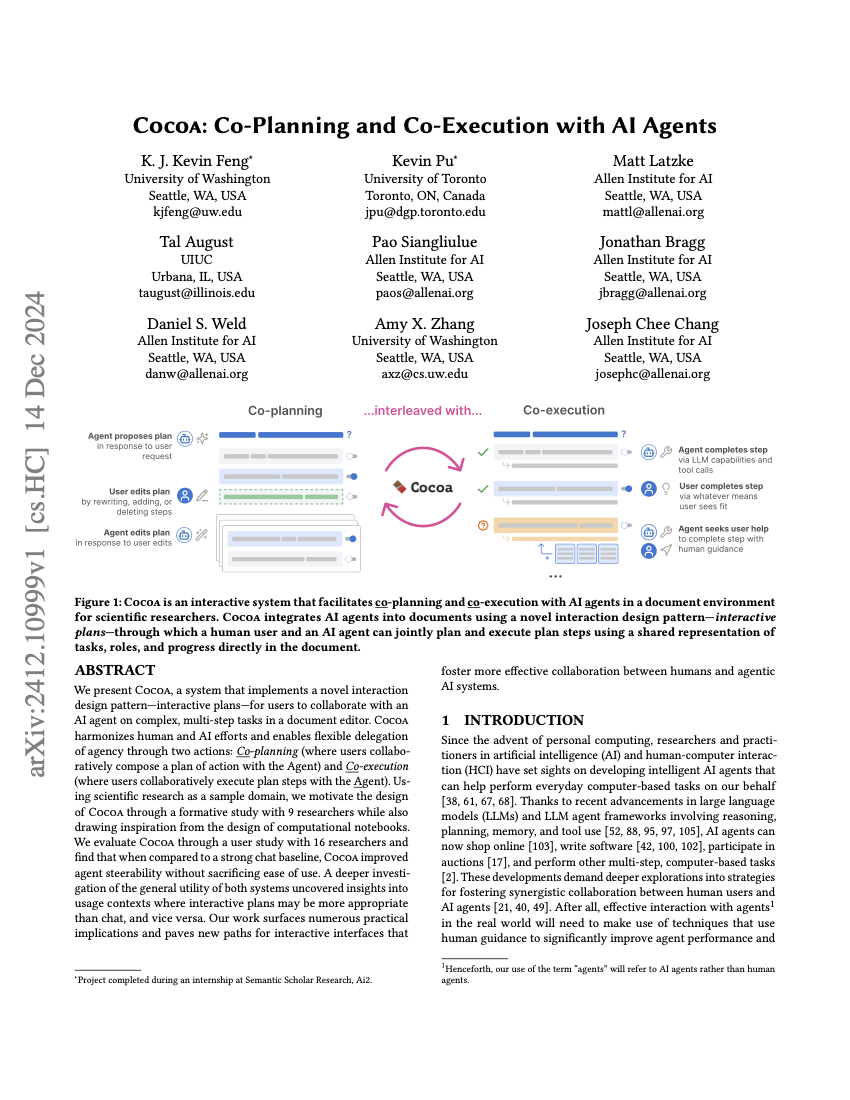 Cocoa: Co-Planning and Co-Execution with AI Agents
K. J. Kevin Feng*
University of Washington
Seattle, WA, USA
kjfeng@uw.edu
Kevin Pu*
University of Toronto
Toronto, ON, Canada
jpu@dgp.toronto.edu
Matt Latzke
Allen Institute for AI
Seattle, WA, USA
mattl@allenai.org
Tal August
UIUC
Urbana, IL, USA
taugust@illinois.edu
Pao Siangliulue
Allen Institute for AI
Seattle, WA, USA
paos@allenai.org
Jonathan Bragg
Allen Institute for AI
Seattle, WA, USA
jbragg@allenai.org
Daniel S. Weld
Allen Institute for AI
Seattle, WA, USA
danw@allenai.org
Amy X. Zhang
University of Washington
Seattle, WA, USA
axz@cs.uw.edu
Joseph Chee Chang
Allen Institute for AI
Seattle, WA, USA
josephc@allenai.org
Co-planning
...interleaved with...
Co-execution
Agent proposes plan
in response to user
request
?
User edits plan
by rewriting, adding, or
deleting steps
Agent edits plan
in response to user edits
Cocoa
?
Agent completes step
via LLM capabilities and
tool calls
User completes step
via whatever means
user sees fit
?
Agent seeks user help
to complete step with
human guidance
...
Figure 1: Cocoa is an interactive system that facilitates co-planning and co-execution with AI agents in a document environment
for scientific researchers. Cocoa integrates AI agents into documents using a novel interaction design pattern—interactive
plans—through which a human user and an AI agent can jointly plan and execute plan steps using a shared representation of
tasks, roles, and progress directly in the document.
ABSTRACT
We present Cocoa, a system that implements a novel interaction
design pattern—interactive plans—for users to collaborate with an
AI agent on complex, multi-step tasks in a document editor. Cocoa
harmonizes human and AI efforts and enables flexible delegation
of agency through two actions: Co-planning (where users collabo-
ratively compose a plan of action with the Agent) and Co-execution
(where users collaboratively execute plan steps with the Agent). Us-
ing scientific research as a sample domain, we motivate the design
of Cocoa through a formative study with 9 researchers while also
drawing inspiration from the design of computational notebooks.
We evaluate Cocoa through a user study with 16 researchers and
find that when compared to a strong chat baseline, Cocoa improved
agent steerability without sacrificing ease of use. A deeper investi-
gation of the general utility of both systems uncovered insights into
usage contexts where interactive plans may be more appropriate
than chat, and vice versa. Our work surfaces numerous practical
implications and paves new paths for interactive interfaces that
*Project completed during an internship at Semantic Scholar Research, Ai2.
foster more effective collaboration between humans and agentic
AI systems.
1 INTRODUCTION
Since the advent of personal computing, researchers and practi-
tioners in artificial intelligence (AI) and human-computer interac-
tion (HCI) have set sights on developing intelligent AI agents that
can help perform everyday computer-based tasks on our behalf
[38, 61, 67, 68]. Thanks to recent advancements in large language
models (LLMs) and LLM agent frameworks involving reasoning,
planning, memory, and tool use [52, 88, 95, 97, 105], AI agents can
now shop online [103], write software [42, 100, 102], participate in
auctions [17], and perform other multi-step, computer-based tasks
[2]. These developments demand deeper explorations into strategies
for fostering synergistic collaboration between human users and
AI agents [21, 40, 49]. After all, effective interaction with agents1
in the real world will need to make use of techniques that use
human guidance to significantly improve agent performance and
1Henceforth, our use of the term “agents” will refer to AI agents rather than human
agents.
arXiv:2412.10999v1 [cs.HC] 14 Dec 2024